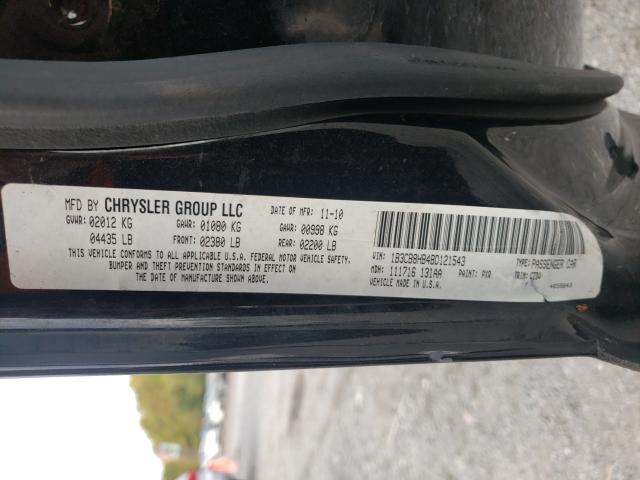 MFD BY CHRYSLER GROUP LLC
DATE OF MFR: 11-10
GVWR: 02012 KG
GAWR: 01080 KG
GAWR: 00998 KG
04435 LB
FRONT: 02380 LB
REAR: 02200 LB
THIS VEHICLE CONFORMS TO ALL APPLICABLE U.S.A. FEDERAL MOTOR VEHICLE SAFETY,
BUMPER AND THEFT PREVENTION STANDARDS IN EFFECT ON
THE DATE OF MANUFACTURE SHOWN ABOVE.
VIN: 1B3CB8HB4BD121543
TYPE: PASSENGER CAR
MDH: 111716 131AA
PAINT: PXR
TRIM:
VEHICLE MADE IN U.S.A.